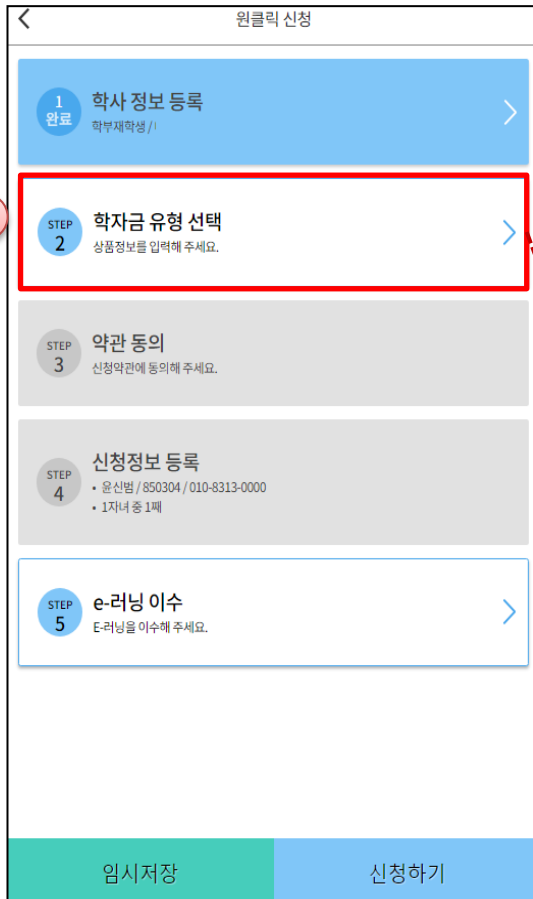 원클릭 신청
1
완료
학사 정보 등록
학부재학생 /
STEP
2
학자금 유형 선택
상품정보를 입력해 주세요.
STEP
3
약관 동의
신청약관에 동의해 주세요.
STEP
4
신청정보 등록
• 윤신범 / 850304 / 010-8313-0000
• 1자녀 중 1째
STEP
5
e-러닝 이수
E-러닝을 이수해 주세요.
임시저장
신청하기